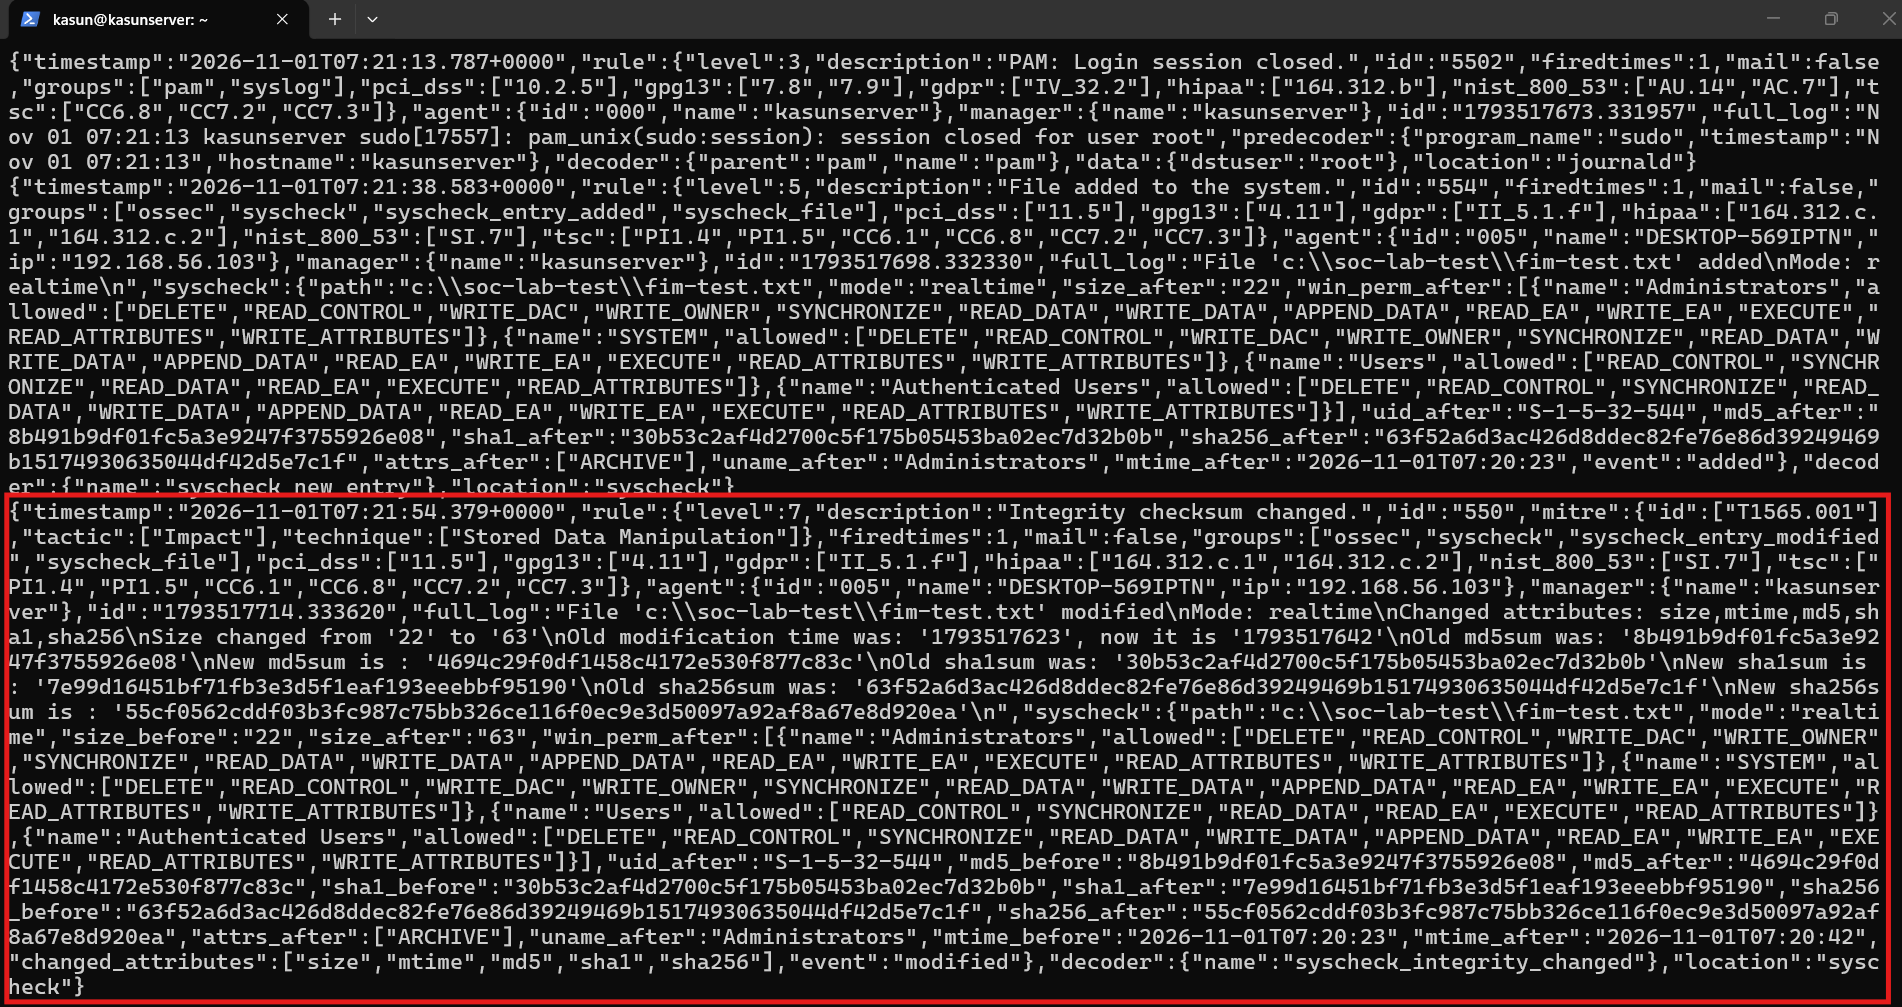 kasun@kasunserver: ~
{"timestamp":"2026-11-01T07:21:13.787+0000","rule":{"level":3,"description":"PAM: Login session closed.","id":"5502","firedtimes":1,"mail":false
,"groups":["pam","syslog"],"pci_dss":["10.2.5"],"gpg13":["7.8","7.9"],"gdpr":["IV_32.2"],"hipaa":["164.312.b"],"nist_800_53":["AU.14","AC.7"],"t
sc":["CC6.8","CC7.2","CC7.3"]},"agent":{"id":"000","name":"kasunserver"},"manager":{"name":"kasunserver"},"id":"1793517673.331957","full_log":"N
ov 01 07:21:13 kasunserver sudo[17557]: pam_unix(sudo:session): session closed for user root","predecoder":{"program_name":"sudo","timestamp":"N
ov 01 07:21:13","hostname":"kasunserver"},"decoder":{"parent":"pam","name":"pam"},"data":{"dstuser":"root"},"location":"journald"}
{"timestamp":"2026-11-01T07:21:38.583+0000","rule":{"level":5,"description":"File added to the system.","id":"554","firedtimes":1,"mail":false,"
groups":["ossec","syscheck","syscheck_entry_added","syscheck_file"],"pci_dss":["11.5"],"gpg13":["4.11"],"gdpr":["II_5.1.f"],"hipaa":["164.312.c.
1","164.312.c.2"],"nist_800_53":["SI.7"],"tsc":["PI1.4","PI1.5","CC6.1","CC6.8","CC7.2","CC7.3"]},"agent":{"id":"005","name":"DESKTOP-569IPTN","
ip":"192.168.56.103"},"manager":{"name":"kasunserver"},"id":"1793517698.332330","full_log":"File 'c:\\soc-lab-test\\fim-test.txt' added\nMode: r
ealtime\n","syscheck":{"path":"c:\\soc-lab-test\\fim-test.txt","mode":"realtime","size_after":"22","win_perm_after":[{"name":"Administrators","a
llowed":["DELETE","READ_CONTROL","WRITE_DAC","WRITE_OWNER","SYNCHRONIZE","READ_DATA","WRITE_DATA","APPEND_DATA","READ_EA","WRITE_EA","EXECUTE","
READ_ATTRIBUTES","WRITE_ATTRIBUTES"]},{"name":"SYSTEM","allowed":["DELETE","READ_CONTROL","WRITE_DAC","WRITE_OWNER","SYNCHRONIZE","READ_DATA","W
RITE_DATA","APPEND_DATA","READ_EA","WRITE_EA","EXECUTE","READ_ATTRIBUTES","WRITE_ATTRIBUTES"]},{"name":"Users","allowed":["READ_CONTROL","SYNCHR
ONIZE","READ_DATA","READ_EA","EXECUTE","READ_ATTRIBUTES"]},{"name":"Authenticated Users","allowed":["DELETE","READ_CONTROL","SYNCHRONIZE","READ_
DATA","WRITE_DATA","APPEND_DATA","READ_EA","WRITE_EA","EXECUTE","READ_ATTRIBUTES","WRITE_ATTRIBUTES"]}],"uid_after":"S-1-5-32-544","md5_after":"
8b491b9df01fc5a3e9247f3755926e08","sha1_after":"30b53c2af4d2700c5f175b05453ba02ec7d32b0b","sha256_after":"63f52a6d3ac426d8ddec82fe76e86d39249469
b15174930635044df42d5e7c1f","attrs_after":["ARCHIVE"],"uname_after":"Administrators","mtime_after":"2026-11-01T07:20:23","event":"added"},"decod
er":{"name":"syscheck_new_entry"},"location":"syscheck"}
{"timestamp":"2026-11-01T07:21:54.379+0000","rule":{"level":7,"description":"Integrity checksum changed.","id":"550","mitre":{"id":["T1565.001"]
,"tactic":["Impact"],"technique":["Stored Data Manipulation"]},"firedtimes":1,"mail":false,"groups":["ossec","syscheck","syscheck_entry_modified
","syscheck_file"],"pci_dss":["11.5"],"gpg13":["4.11"],"gdpr":["II_5.1.f"],"hipaa":["164.312.c.1","164.312.c.2"],"nist_800_53":["SI.7"],"tsc":["
PI1.4","PI1.5","CC6.1","CC6.8","CC7.2","CC7.3"]},"agent":{"id":"005","name":"DESKTOP-569IPTN","ip":"192.168.56.103"},"manager":{"name":"kasunser
ver"},"id":"1793517714.333620","full_log":"File 'c:\\soc-lab-test\\fim-test.txt' modified\nMode: realtime\nChanged attributes: size,mtime,md5,sh
a1,sha256\nSize changed from '22' to '63'\nOld modification time was: '1793517623', now it is '1793517642'\nOld md5sum was: '8b491b9df01fc5a3e92
47f3755926e08'\nNew md5sum is : '4694c29f0df1458c4172e530f877c83c'\nOld sha1sum was: '30b53c2af4d2700c5f175b05453ba02ec7d32b0b'\nNew sha1sum is
: '7e99d16451bf71fb3e3d5f1eaf193eeebbf95190'\nOld sha256sum was: '63f52a6d3ac426d8ddec82fe76e86d39249469b15174930635044df42d5e7c1f'\nNew sha256s
um is : '55cf0562cddf03b3fc987c75bb326ce116f0ec9e3d50097a92af8a67e8d920ea'\n","syscheck":{"path":"c:\\soc-lab-test\\fim-test.txt","mode":"realti
me","size_before":"22","size_after":"63","win_perm_after":[{"name":"Administrators","allowed":["DELETE","READ_CONTROL","WRITE_DAC","WRITE_OWNER"
,"SYNCHRONIZE","READ_DATA","WRITE_DATA","APPEND_DATA","READ_EA","WRITE_EA","EXECUTE","READ_ATTRIBUTES","WRITE_ATTRIBUTES"]},{"name":"SYSTEM","al
lowed":["DELETE","READ_CONTROL","WRITE_DAC","WRITE_OWNER","SYNCHRONIZE","READ_DATA","WRITE_DATA","APPEND_DATA","READ_EA","WRITE_EA","EXECUTE","R
EAD_ATTRIBUTES","WRITE_ATTRIBUTES"]},{"name":"Users","allowed":["READ_CONTROL","SYNCHRONIZE","READ_DATA","READ_EA","EXECUTE","READ_ATTRIBUTES"]}
,{"name":"Authenticated Users","allowed":["DELETE","READ_CONTROL","SYNCHRONIZE","READ_DATA","WRITE_DATA","APPEND_DATA","READ_EA","WRITE_EA","EXE
CUTE","READ_ATTRIBUTES","WRITE_ATTRIBUTES"]}],"uid_after":"S-1-5-32-544","md5_before":"8b491b9df01fc5a3e9247f3755926e08","md5_after":"4694c29f0d
f1458c4172e530f877c83c","sha1_before":"30b53c2af4d2700c5f175b05453ba02ec7d32b0b","sha1_after":"7e99d16451bf71fb3e3d5f1eaf193eeebbf95190","sha256
_before":"63f52a6d3ac426d8ddec82fe76e86d39249469b15174930635044df42d5e7c1f","sha256_after":"55cf0562cddf03b3fc987c75bb326ce116f0ec9e3d50097a92af
8a67e8d920ea","attrs_after":["ARCHIVE"],"uname_after":"Administrators","mtime_before":"2026-11-01T07:20:23","mtime_after":"2026-11-01T07:20:42",
"changed_attributes":["size","mtime","md5","sha1","sha256"],"event":"modified"},"decoder":{"name":"syscheck_integrity_changed"},"location":"sysc
heck"}